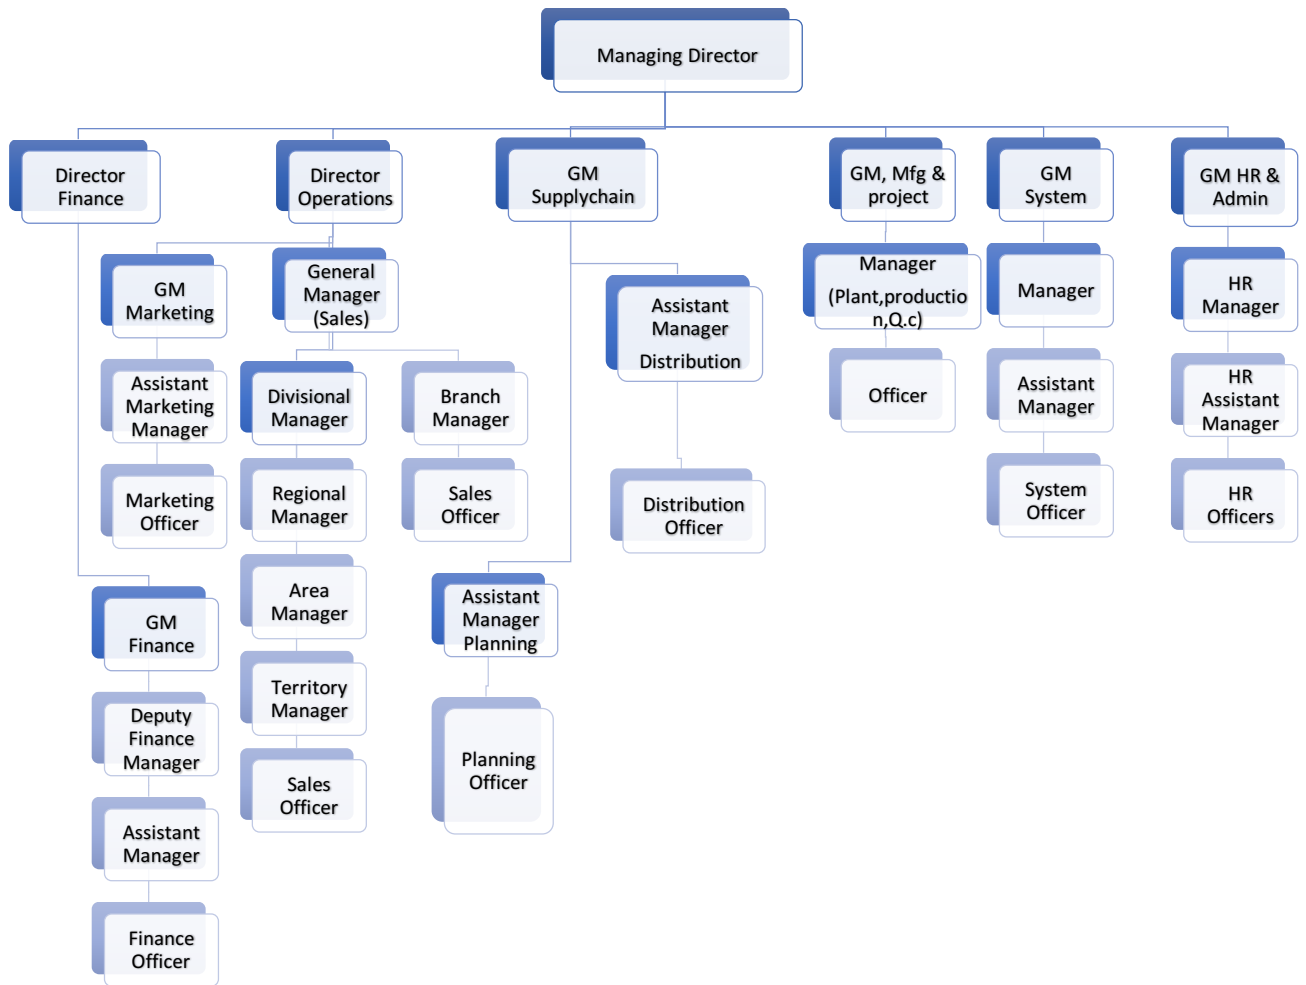 Managing Director
Director
Finance
Director
Operations
GM
Supplychain
GM, Mfg &
project
GM
System
GM HR &
Admin
GM
Marketing
General
Manager
(Sales)
Assistant
Manager
Distribution
Manager
(Plant,productio
n,Q.c)
Manager
HR
Manager
Assistant
Marketing
Manager
Divisional
Manager
Branch
Manager
Officer
Assistant
Manager
HR
Assistant
Manager
Marketing
Officer
Regional
Manager
Sales
Officer
Distribution
Officer
System
Officer
HR
Officers
Area
Manager
Assistant
Manager
Planning
GM
Finance
Territory
Manager
Deputy
Finance
Manager
Planning
Officer
Sales
Officer
Assistant
Manager
Finance
Officer